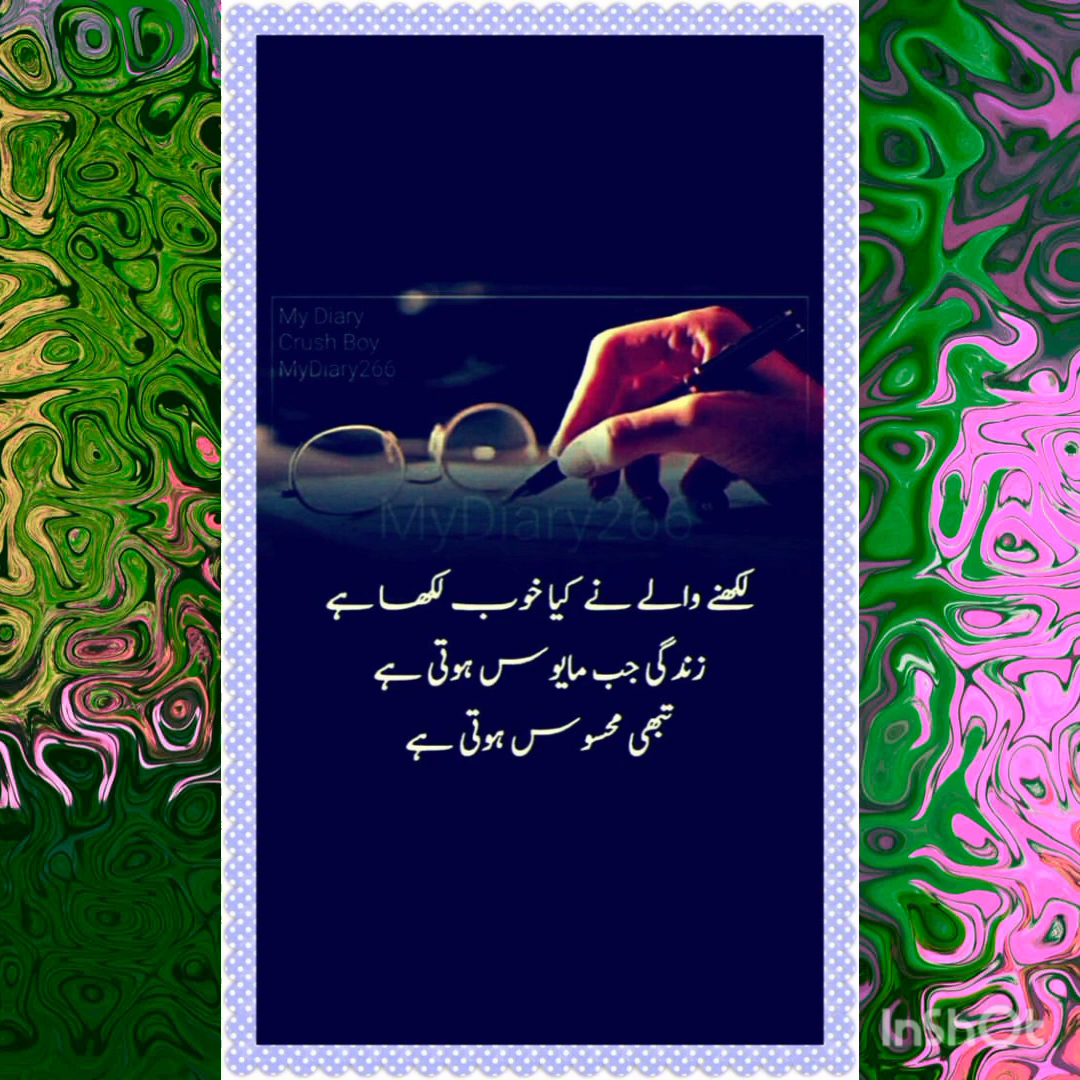 My Diary
Crush Boy
MyDiary266
MyDiary266
لکھنے والے نے کیا خوب لکھا ہے
زندگی جب مایوس ہوتی ہے
تبھی محسوس ہوتی ہے
InShOt